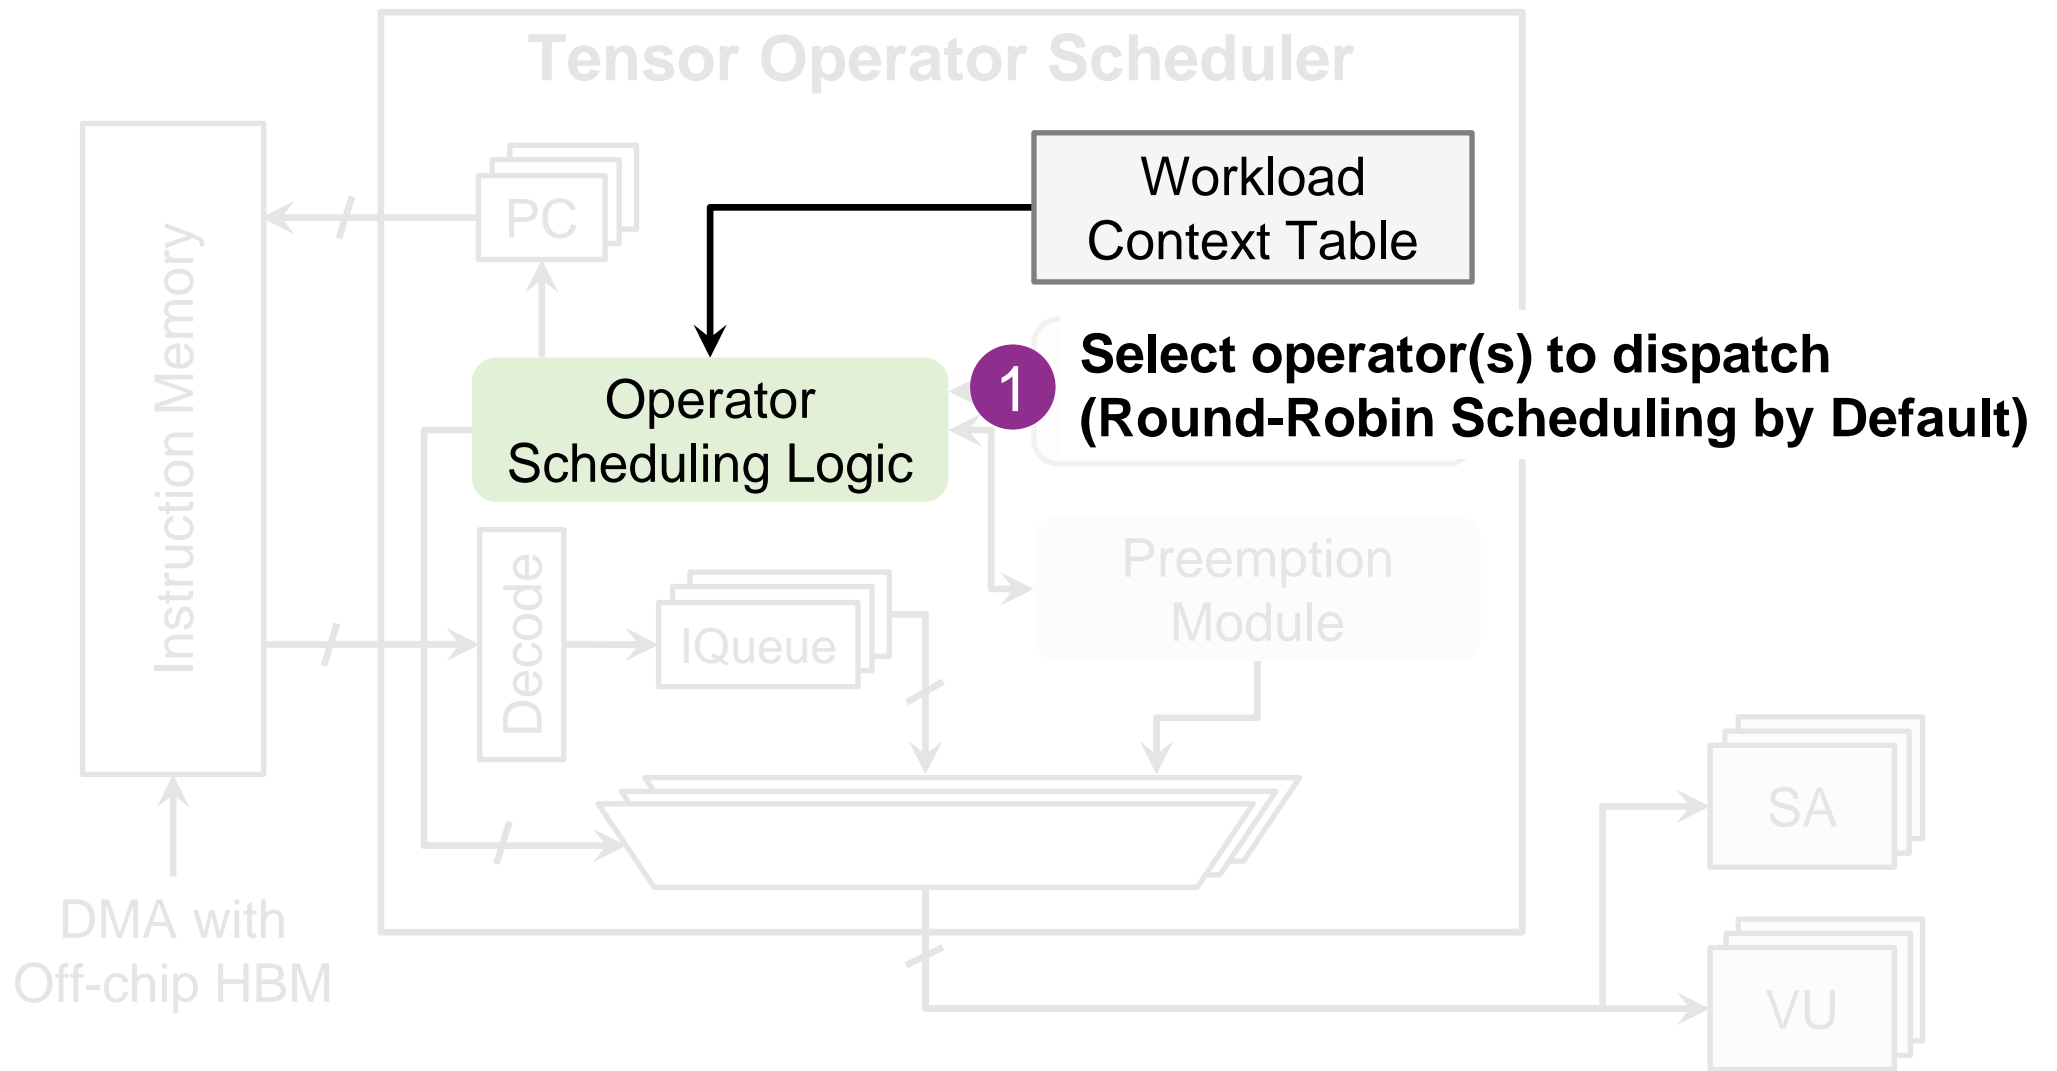 Tensor Operator Scheduler
Instruction Memory
PC
Workload
Context Table
1
Select operator(s) to dispatch
(Round-Robin Scheduling by Default)
Operator
Scheduling Logic
Decode
IQueue
Preemption
Module
SA
VU
DMA with
Off-chip HBM